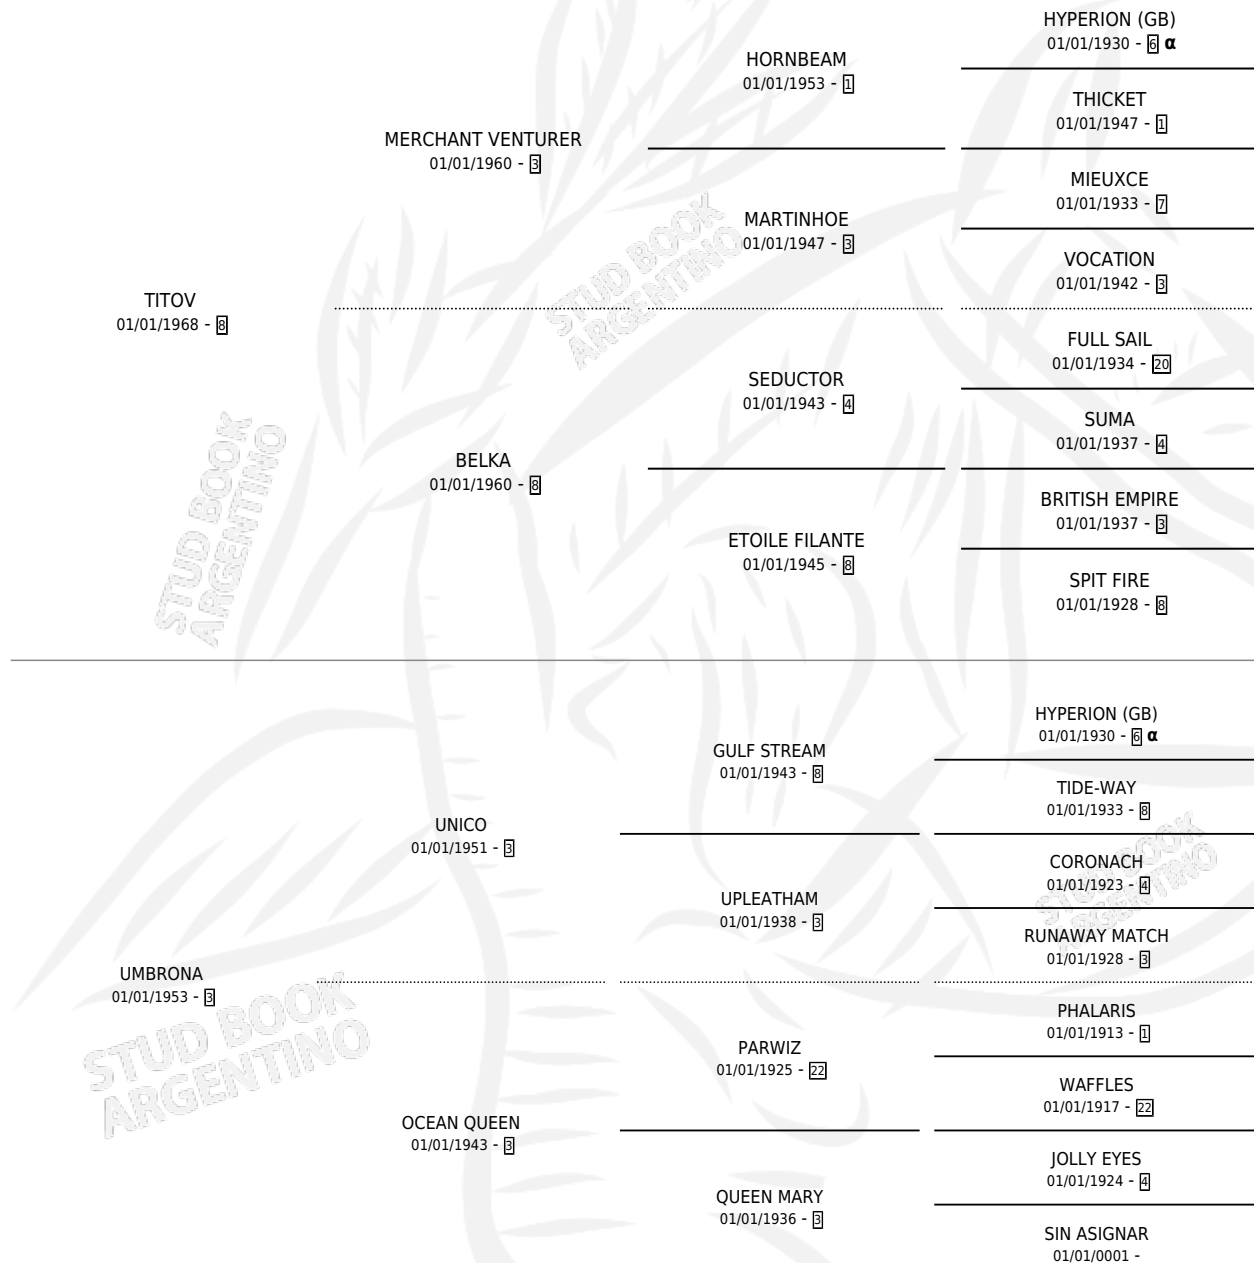 HYPERION (GB)
01/01/1930 - 6 α
HORNBEAM
01/01/1953 - 1
THICKET
01/01/1947 - 1
MERCHANT VENTURER
01/01/1960 - 3
MIEUXCE
01/01/1933 - 7
MARTINHOE
01/01/1947 - 3
VOCATION
01/01/1942 - 3
TITOV
01/01/1968 - 8
FULL SAIL
01/01/1934 - 20
SEDUCTOR
01/01/1943 - 4
SUMA
01/01/1937 - 4
BELKA
01/01/1960 - 8
BRITISH EMPIRE
01/01/1937 - 3
ETOILE FILANTE
01/01/1945 - 8
SPIT FIRE
01/01/1928 - 8
HYPERION (GB)
01/01/1930 - 6 α
GULF STREAM
01/01/1943 - 8
TIDE-WAY
01/01/1933 - 8
UNICO
01/01/1951 - 3
CORONACH
01/01/1923 - 4
UPLEATHAM
01/01/1938 - 3
RUNAWAY MATCH
01/01/1928 - 3
UMBRONA
01/01/1953 - 3
PHALARIS
01/01/1913 - 1
PARWIZ
01/01/1925 - 22
WAFFLES
01/01/1917 - 22
OCEAN QUEEN
01/01/1943 - 3
JOLLY EYES
01/01/1924 - 4
QUEEN MARY
01/01/1936 - 3
SIN ASIGNAR
01/01/0001 -
STUD BOOK
ARGENTINO
STUD BOOK
ARGENTINO
STUD BOOK
ARGENTINO
STUD BOOK
ARGENTINO